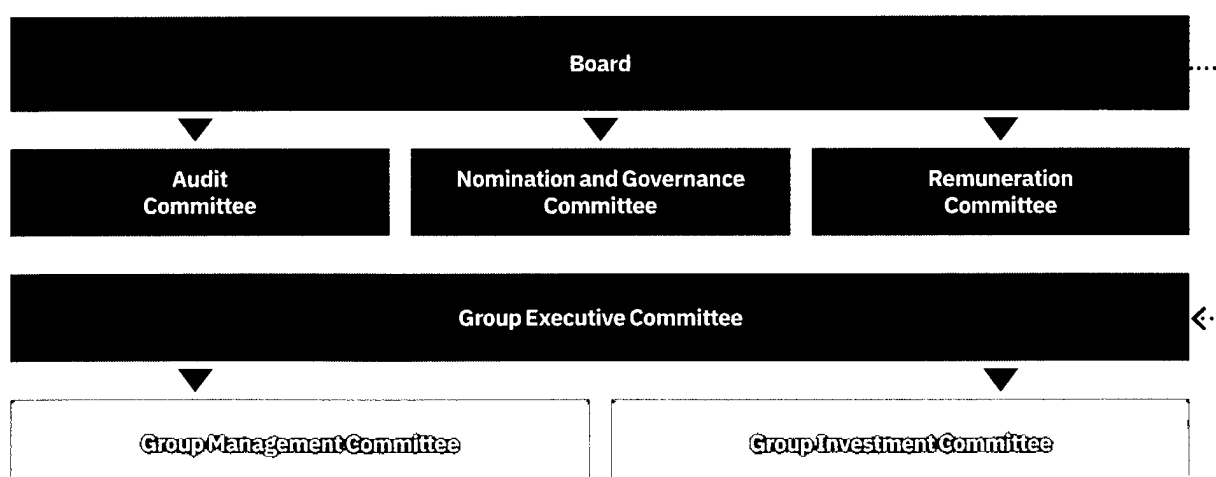 Board
Audit
Committee
Nomination and Governance
Committee
Remuneration
Committee
Group Executive Committee
Group Management Committee
Group Investment Committee